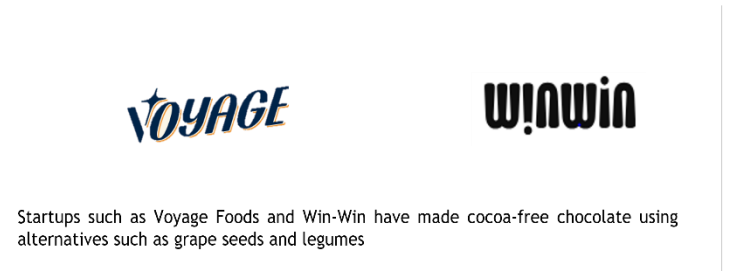 VOYAGE
winwin
Startups such as Voyage Foods and Win-Win have made cocoa-free chocolate using
alternatives such as grape seeds and legumes